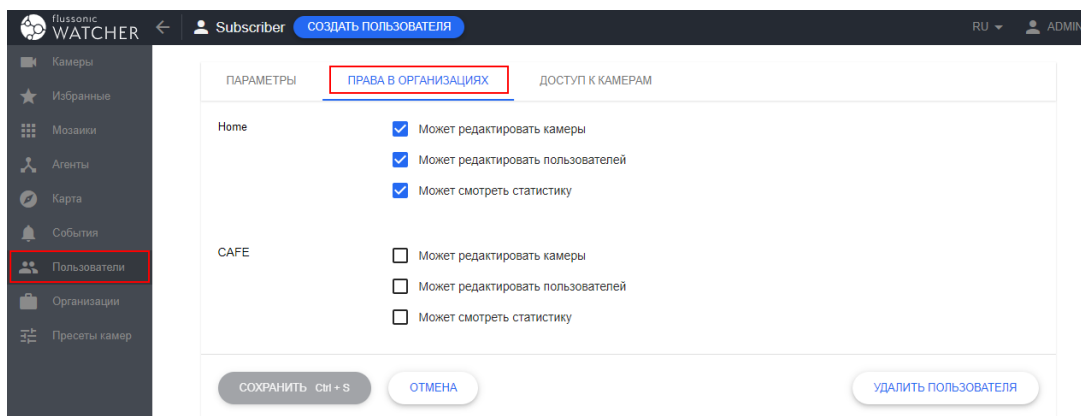 flussonic
WATCHER
Subscriber
СОЗДАТЬ ПОЛЬЗОВАТЕЛЯ
RU
ADMIN
Камеры
Избранные
Мозаики
Агенты
Карта
События
Пользователи
Организации
Пресеты камер
ПАРАМЕТРЫ
ПРАВА В ОРГАНИЗАЦИЯХ
ДОСТУП К КАМЕРАМ
Home
Может редактировать камеры
Может редактировать пользователей
Может смотреть статистику
CAFE
Может редактировать камеры
Может редактировать пользователей
Может смотреть статистику
СОХРАНИТЬ Ctrl + S
ОТМЕНА
УДАЛИТЬ ПОЛЬЗОВАТЕЛЯ